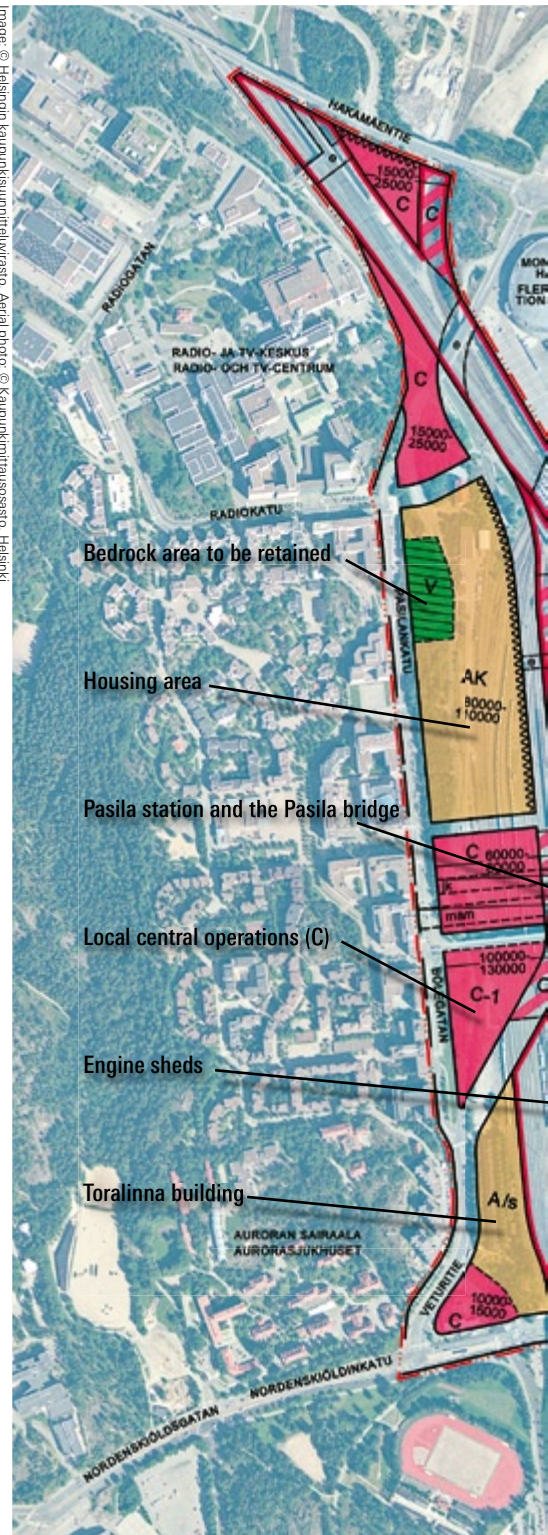 Image: © Helsingin kaupunkisuunnitteluvirasto. Aerial photo: © Kaupunkimittausosasto, Helsinki
HAKAMAENTIE
15000-
25000
C
C
RADIOGATAN
RADIO- JA TV-KESKUS
RADIO- OCH TV-CENTRUM
C
15000-
25000
RADIOKATU
Bedrock area to be retained
V
PASILANKATU
Housing area
AK
80000-
110000
Pasila station and the Pasila bridge
C
60000-
jk
mam
Local central operations (C)
100000-
130000
C-1
BÖLEGATAN
Engine sheds
Toralinna building
A/s
AURORAN SAIRAALA
AURORASJUKHUSET
VETURITIE
10000-
15000
C
NORDENSKIÖLDINKATU
NORDENSKIÖLDSGATAN